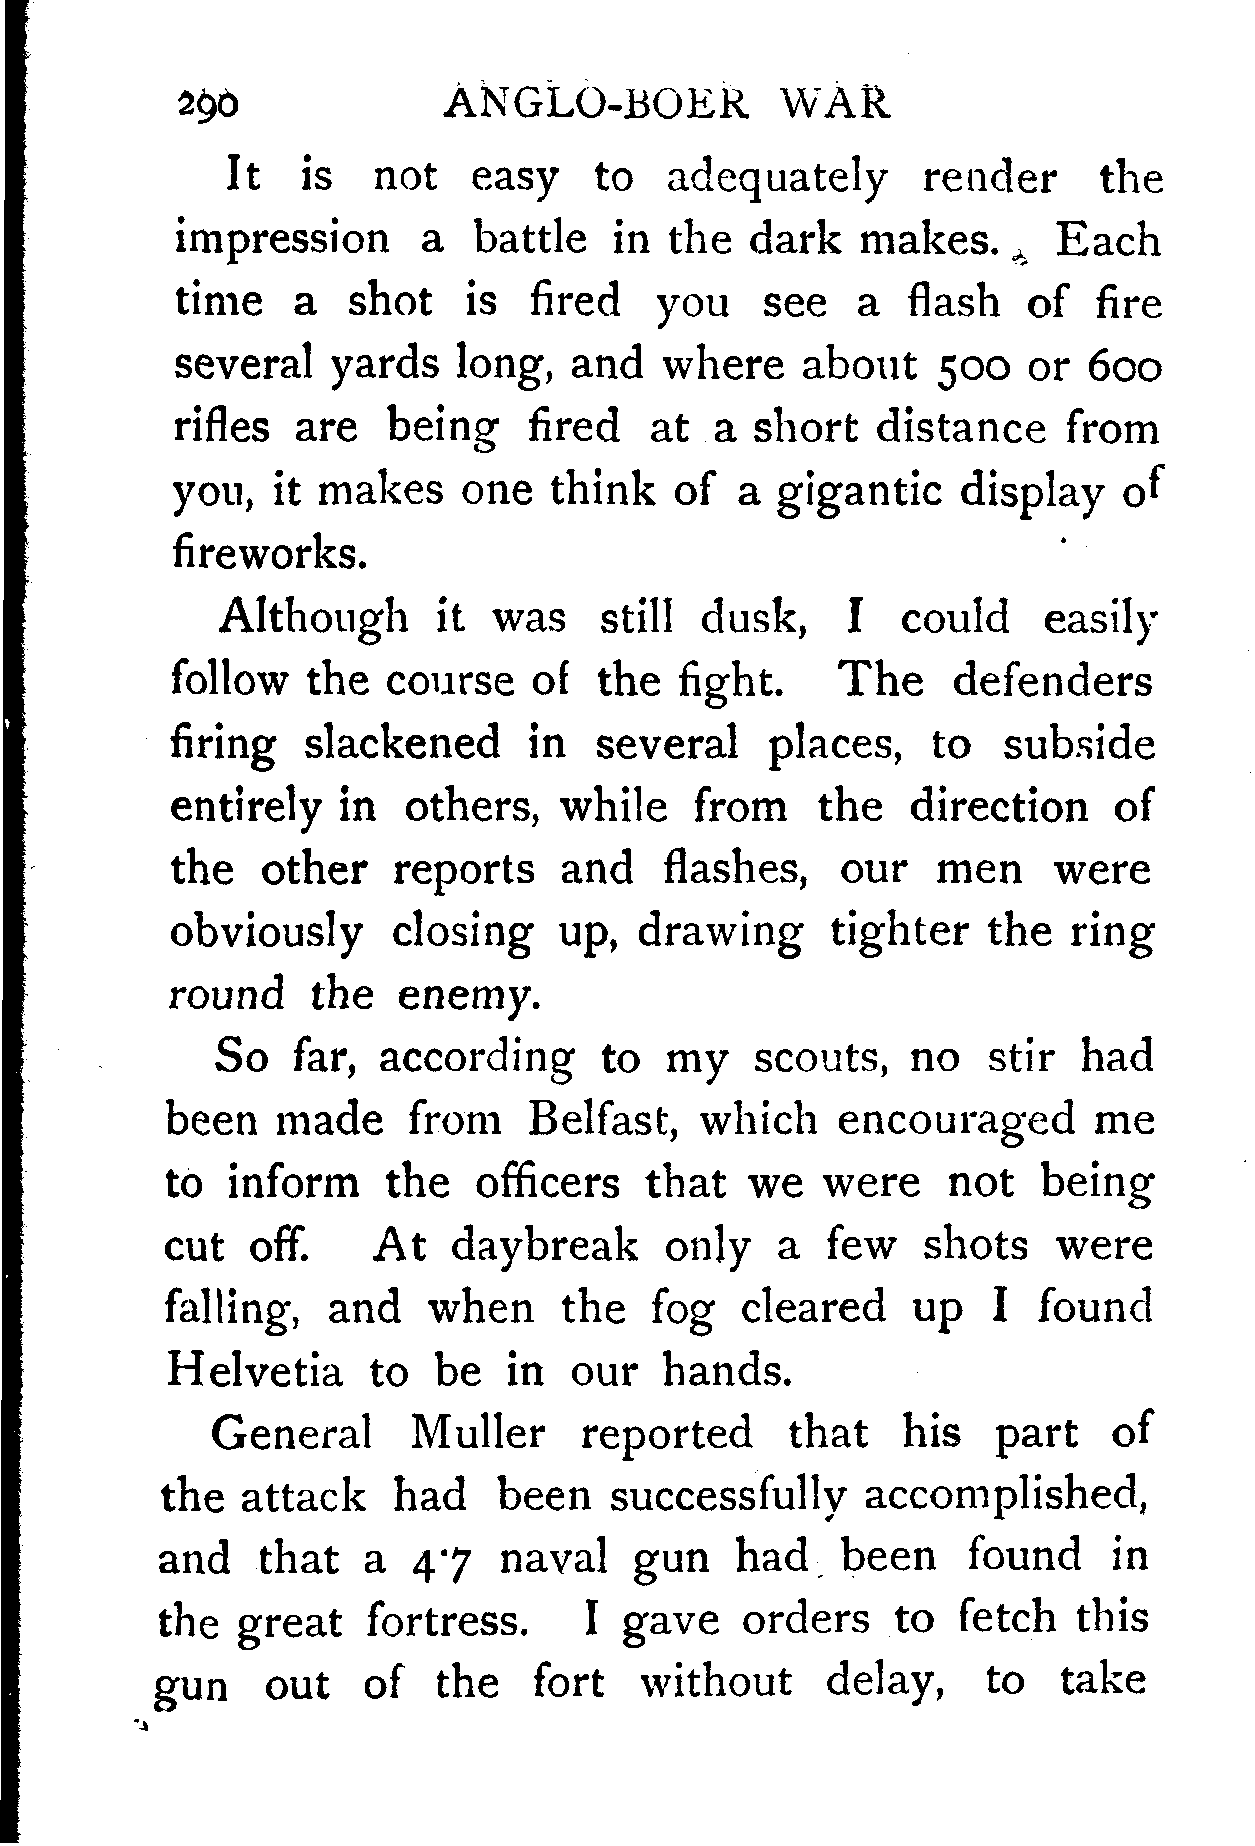 290 ANGLO-BOER WAR
It is not easy to adequately render the
impression a battle in the dark makes. Each
time a shot is fired you see a flash of fire
several yards long, and where about 500 or 600
rifles are being fired at a short distance from
you, it makes one think of a gigantic display of
fireworks.
Although it was still dusk, I could easily
follow the course of the fight. The defenders
firing slackened in several places, to subside
entirely in others, while from the direction of
the other reports and flashes, our men were
obviously closing up, drawing tighter the ring
round the enemy.
So far, according to my scouts, no stir had
been made from Belfast, which encouraged me
to inform the officers that we were not being
cut off. At daybreak only a few shots were
falling, and when the fog cleared up I found
Helvetia to be in our hands.
General Muller reported that his part of
the attack had been successfully accomplished,
and that a 4·7 naval gun had been found in
the great fortress. I gave orders to fetch this
gun out of the fort without delay, to take